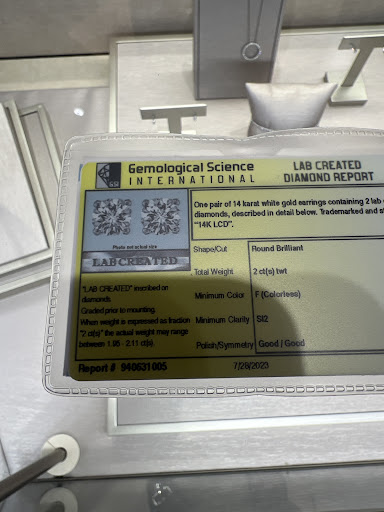 Gemological Science
INTERNATIONAL
GSI
LAB CREATED
DIAMOND REPORT
One pair of 14 karat white gold earrings containing 2 lab
diamonds, described in detail below. Trademarked and
"14K LCD".
Photo not actual size
LABCREATED
"LAB CREATED" inscribed on
diamonds.
Graded prior to mounting.
When weight is expressed as fraction
"2 ct(s)" the actual weight may range
between 1.95 - 2.11 ct(s).
Shape/Cut Round Brilliant
Total Weight 2 ct(s) twt
Minimum Color F (Colorless)
Minimum Clarity SI2
Polish/Symmetry Good / Good
Report # 940531005 7/26/2023